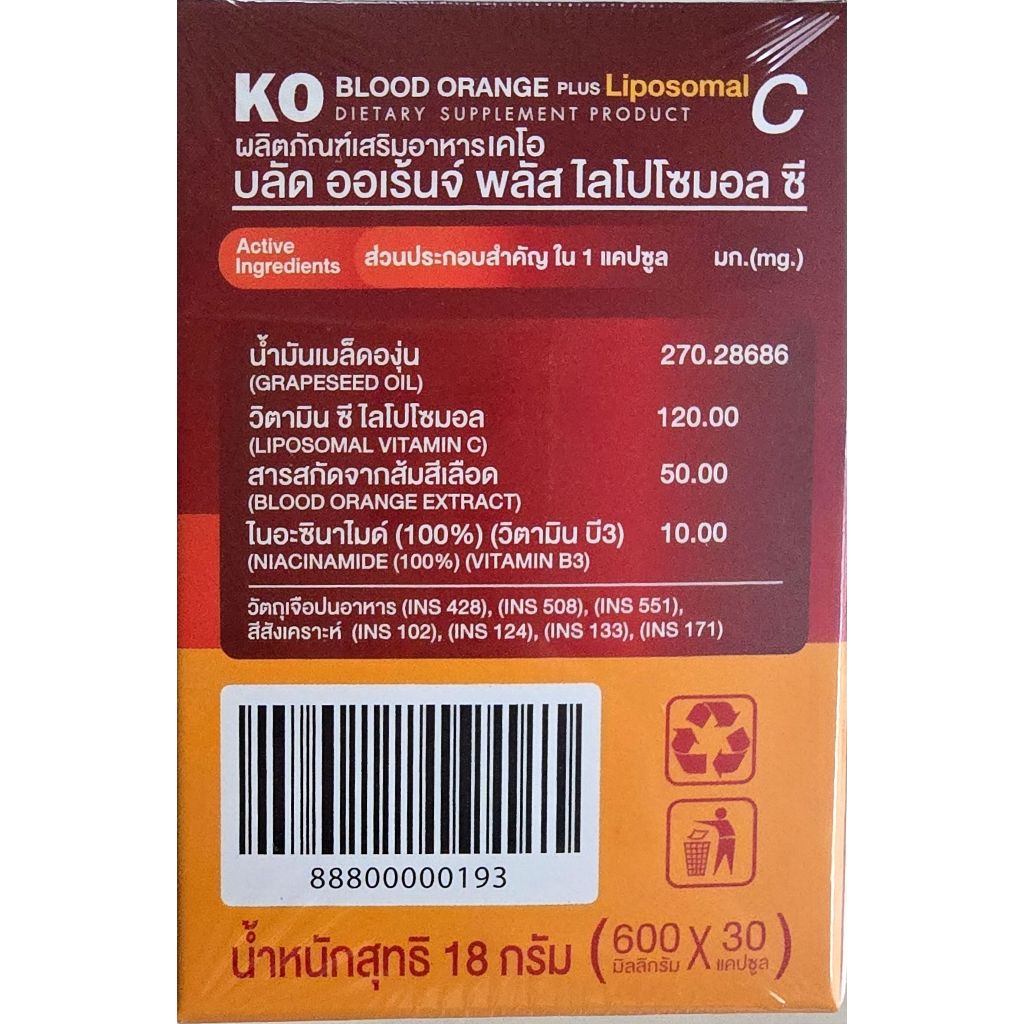 KO BLOOD ORANGE PLUS Liposomal C
DIETARY SUPPLEMENT PRODUCT
ผลิตภัณฑ์เสริมอาหารเคโอ
บลัด ออเร้นจ์ พลัส ไลโปโซมอล ซี
Active Ingredients ส่วนประกอบสำคัญ ใน 1 แคปซูล มก.(mg.)
น้ำมันเมล็ดองุ่น 270.28686
(GRAPESEED OIL)
วิตามิน ซี ไลโปโซมอล 120.00
(LIPOSOMAL VITAMIN C)
สารสกัดจากส้มสีเลือด 50.00
(BLOOD ORANGE EXTRACT)
ไนอะซินาไมด์ (100%) (วิตามิน บี3) 10.00
(NIACINAMIDE (100%) (VITAMIN B3)
วัตถุเจือปนอาหาร (INS 428), (INS 508), (INS 551),
สีสังเคราะห์ (INS 102), (INS 124), (INS 133), (INS 171)
88800000193
น้ำหนักสุทธิ 18 กรัม (600 มิลลิกรัม X 30 แคปซูล)